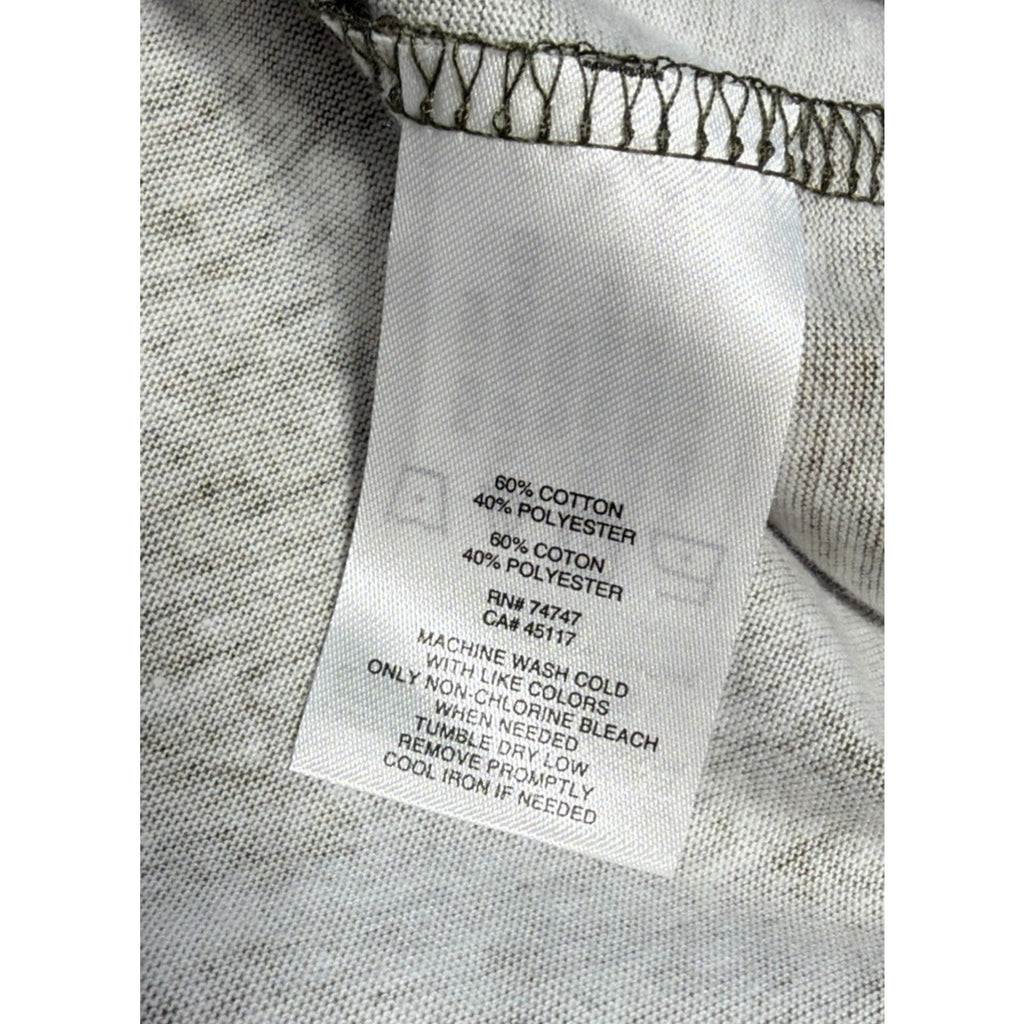 60% COTTON
40% POLYESTER
60% COTON
40% POLYESTER
RN# 74747
CA# 45117
MACHINE WASH COLD
WITH LIKE COLORS
ONLY NON-CHLORINE BLEACH
WHEN NEEDED
TUMBLE DRY LOW
REMOVE PROMPTLY
COOL IRON IF NEEDED